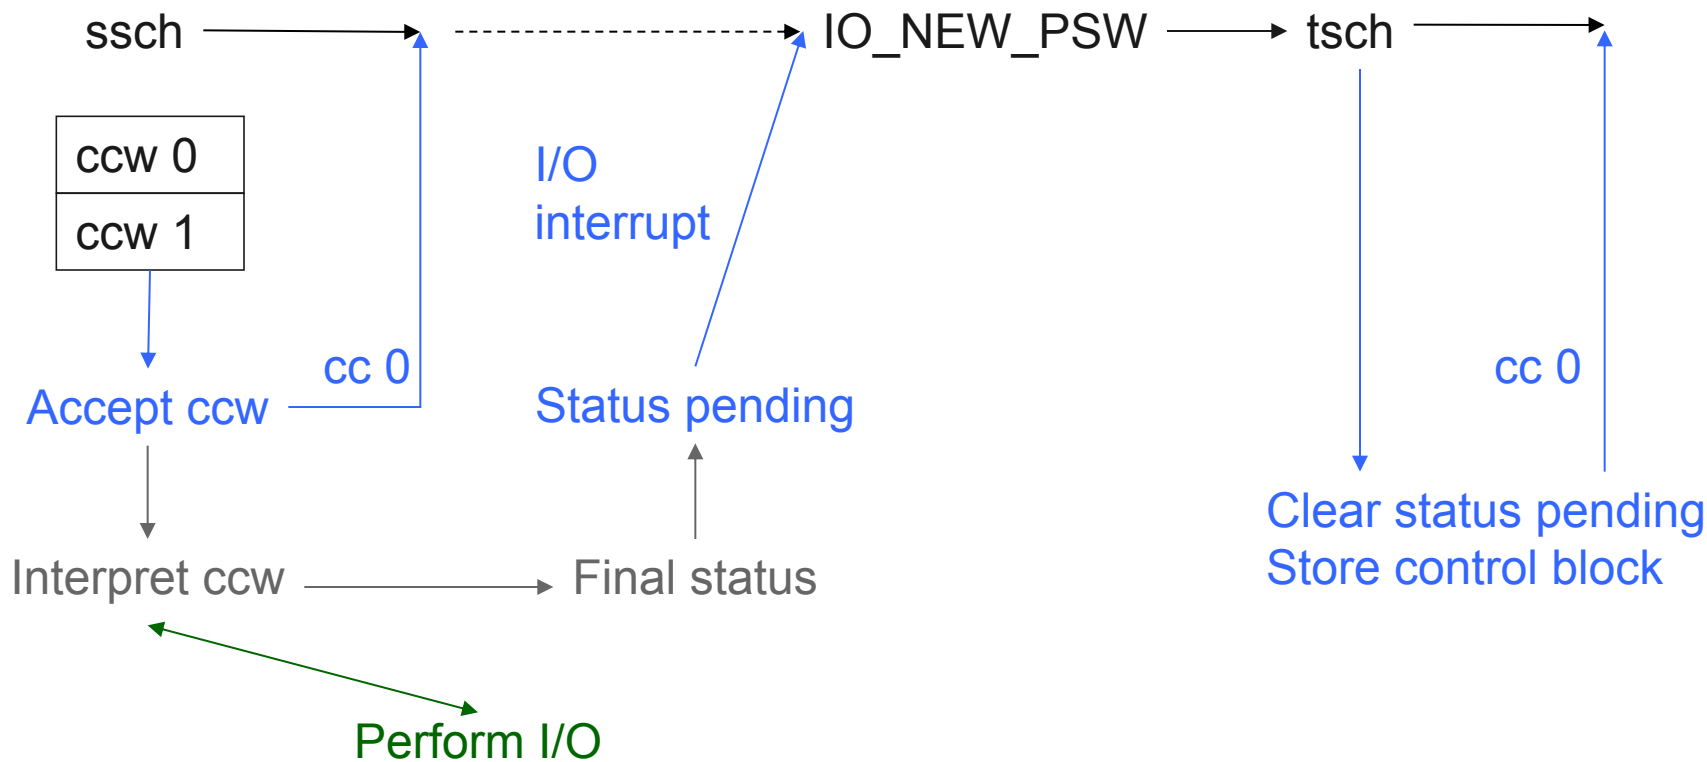 ssch
IO_NEW_PSW
tsch
ccw 0
ccw 1
I/O
interrupt
cc 0
cc 0
Accept ccw
Status pending
Clear status pending
Store control block
Interpret ccw
Final status
Perform I/O